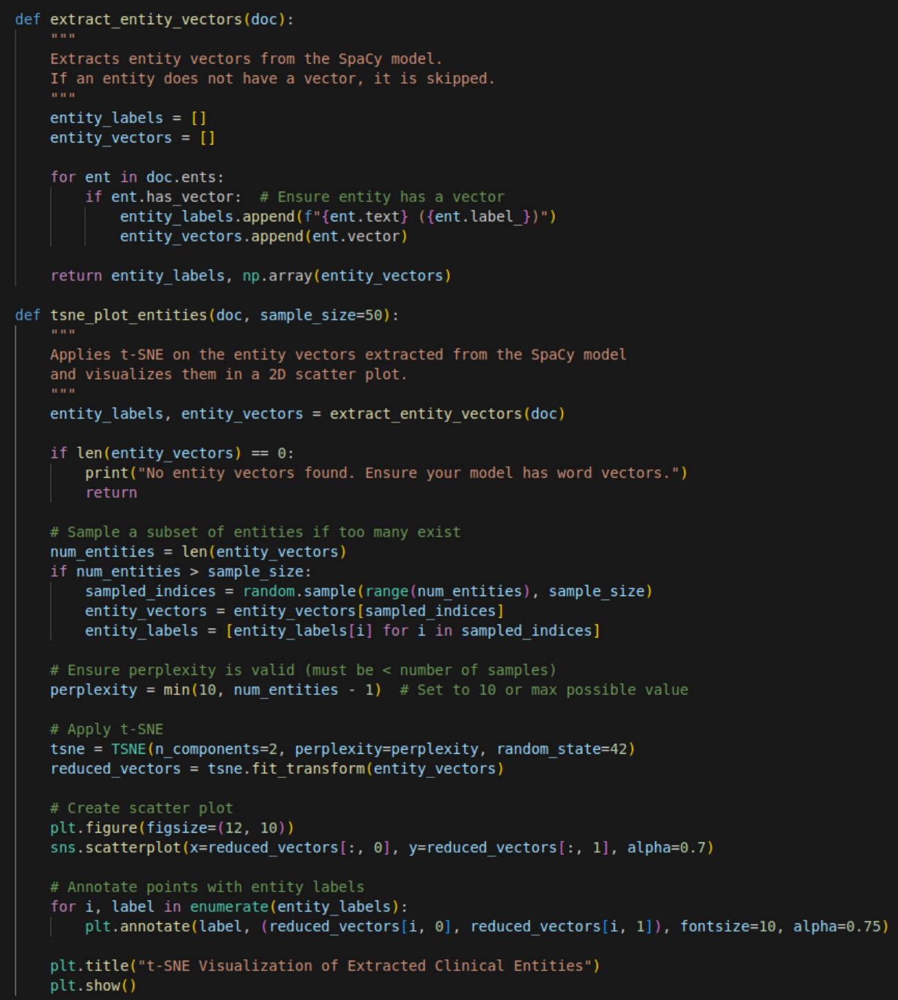 def extract_entity_vectors(doc):
    """
    Extracts entity vectors from the SpaCy model.
    If an entity does not have a vector, it is skipped.
    """
    entity_labels = []
    entity_vectors = []

    for ent in doc.ents:
        if ent.has_vector:  # Ensure entity has a vector
            entity_labels.append(f"{ent.text} ({ent.label_})")
            entity_vectors.append(ent.vector)

    return entity_labels, np.array(entity_vectors)

def tsne_plot_entities(doc, sample_size=50):
    """
    Applies t-SNE on the entity vectors extracted from the SpaCy model
    and visualizes them in a 2D scatter plot.
    """
    entity_labels, entity_vectors = extract_entity_vectors(doc)

    if len(entity_vectors) == 0:
        print("No entity vectors found. Ensure your model has word vectors.")
        return

    # Sample a subset of entities if too many exist
    num_entities = len(entity_vectors)
    if num_entities > sample_size:
        sampled_indices = random.sample(range(num_entities), sample_size)
        entity_vectors = entity_vectors[sampled_indices]
        entity_labels = [entity_labels[i] for i in sampled_indices]

    # Ensure perplexity is valid (must be < number of samples)
    perplexity = min(10, num_entities - 1)  # Set to 10 or max possible value

    # Apply t-SNE
    tsne = TSNE(n_components=2, perplexity=perplexity, random_state=42)
    reduced_vectors = tsne.fit_transform(entity_vectors)

    # Create scatter plot
    plt.figure(figsize=(12, 10))
    sns.scatterplot(x=reduced_vectors[:, 0], y=reduced_vectors[:, 1], alpha=0.7)

    # Annotate points with entity labels
    for i, label in enumerate(entity_labels):
        plt.annotate(label, (reduced_vectors[i, 0], reduced_vectors[i, 1]), fontsize=10, alpha=0.75)

    plt.title("t-SNE Visualization of Extracted Clinical Entities")
    plt.show()